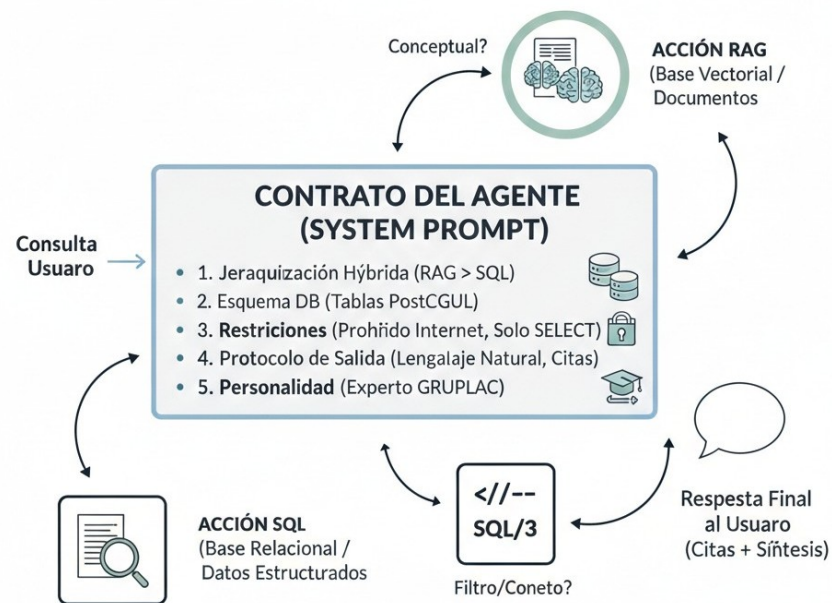 Conceptual?
ACCIÓN RAG
(Base Vectorial /
Documentos
CONTRATO DEL AGENTE
(SYSTEM PROMPT)
Consulta
Usuaro
• 1. Jeraquización Hýbrida (RAG > SQL)
• 2. Esquema DB (Tablas PostCGUL)
• 3. Restriciones (Prohñido Internet, Solo SELECT)
• 4. Protocolo de Salida (Lengalaje Natural, Citas)
• 5. Personalidad (Experto GRUPLAC)
ACCIÓN SQL
(Base Relacional /
Datos Estructurados
<//--
SQL/3
Filtro/Coneto?
Respesta Final
al Usuaro
(Citas + Síñtesis)